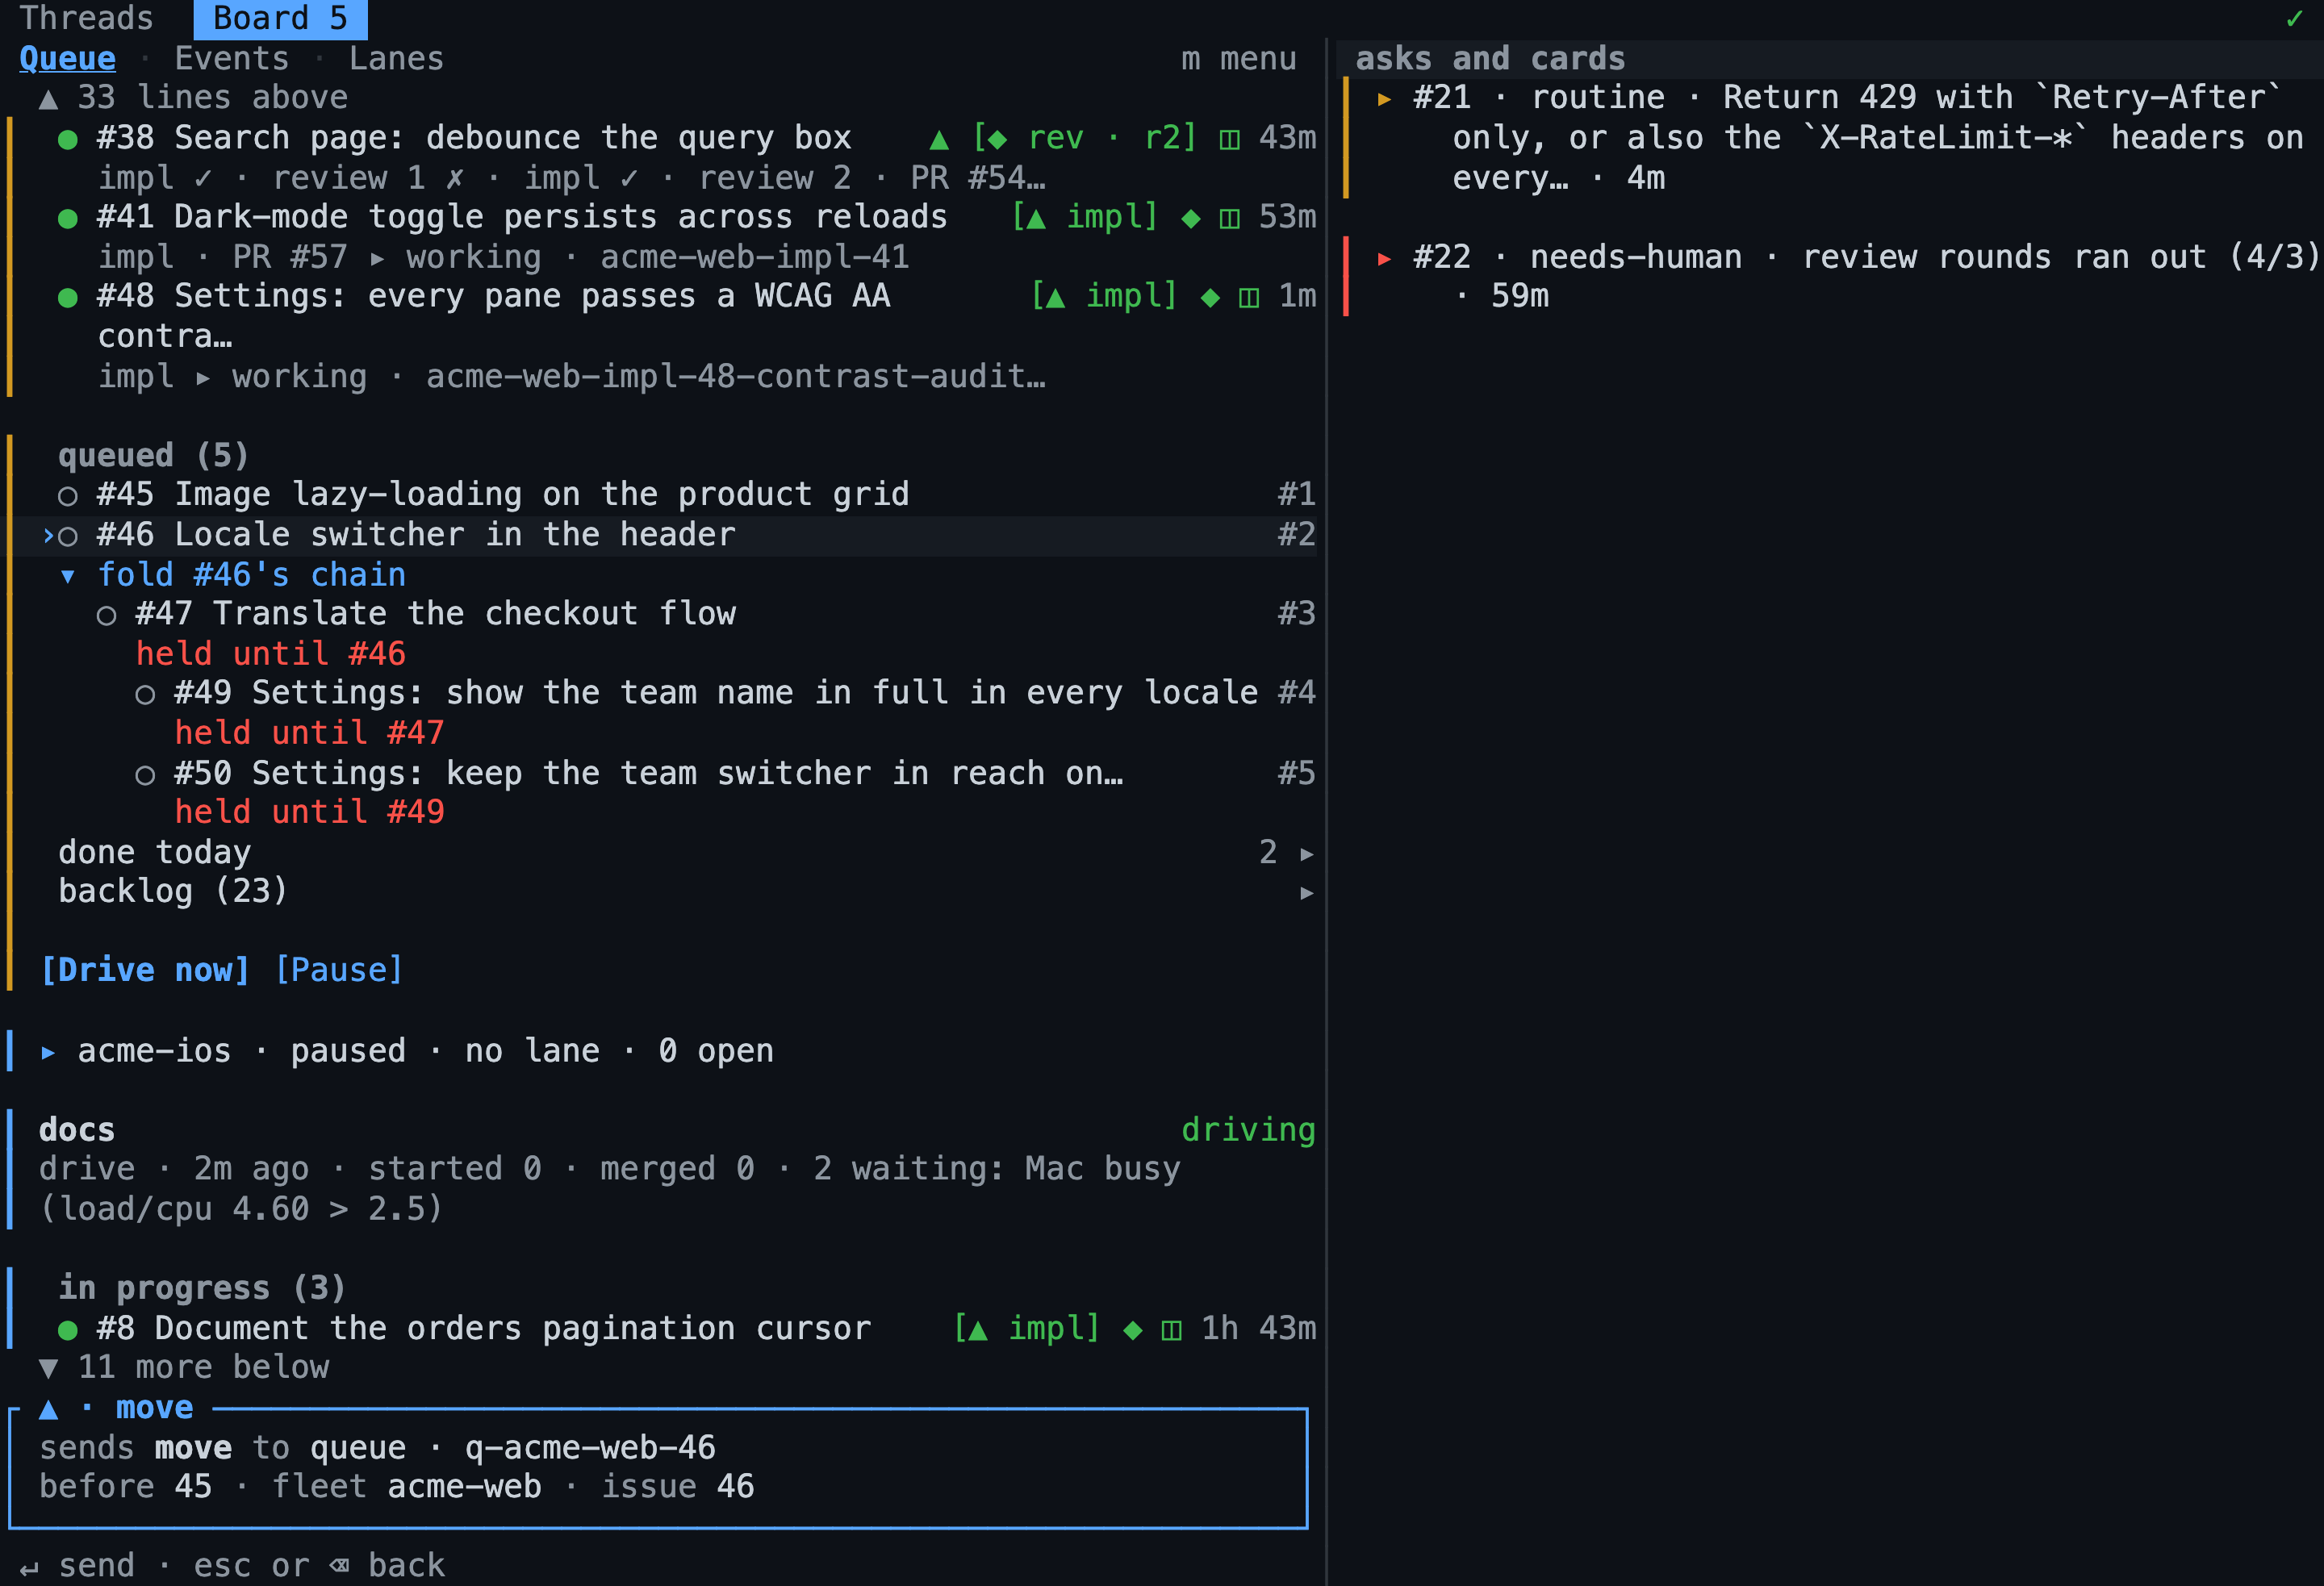 Threads Board 5 ✓
Queue · Events · Lanes m menu
▲ 33 lines above
● #38 Search page: debounce the query box ▲ [◆ rev · r2] ◫ 43m
impl ✓ · review 1 ✗ · impl ✓ · review 2 · PR #54…
● #41 Dark-mode toggle persists across reloads [▲ impl] ◆ ◫ 53m
impl · PR #57 ▸ working · acme-web-impl-41
● #48 Settings: every pane passes a WCAG AA [▲ impl] ◆ ◫ 1m
contra…
impl ▸ working · acme-web-impl-48-contrast-audit…
queued (5)
○ #45 Image lazy-loading on the product grid #1
›○ #46 Locale switcher in the header #2
▾ fold #46's chain
○ #47 Translate the checkout flow #3
held until #46
○ #49 Settings: show the team name in full in every locale #4
held until #47
○ #50 Settings: keep the team switcher in reach on… #5
held until #49
done today 2 ▸
backlog (23) ▸
[Drive now] [Pause]
▸ acme-ios · paused · no lane · 0 open
docs driving
drive · 2m ago · started 0 · merged 0 · 2 waiting: Mac busy
(load/cpu 4.60 > 2.5)
in progress (3)
● #8 Document the orders pagination cursor [▲ impl] ◆ ◫ 1h 43m
▼ 11 more below
▲ · move
sends move to queue · q-acme-web-46
before 45 · fleet acme-web · issue 46
↵ send · esc or ⌫ back
asks and cards
▸ #21 · routine · Return 429 with `Retry-After`
only, or also the `X-RateLimit-*` headers on
every… · 4m
▸ #22 · needs-human · review rounds ran out (4/3)
· 59m